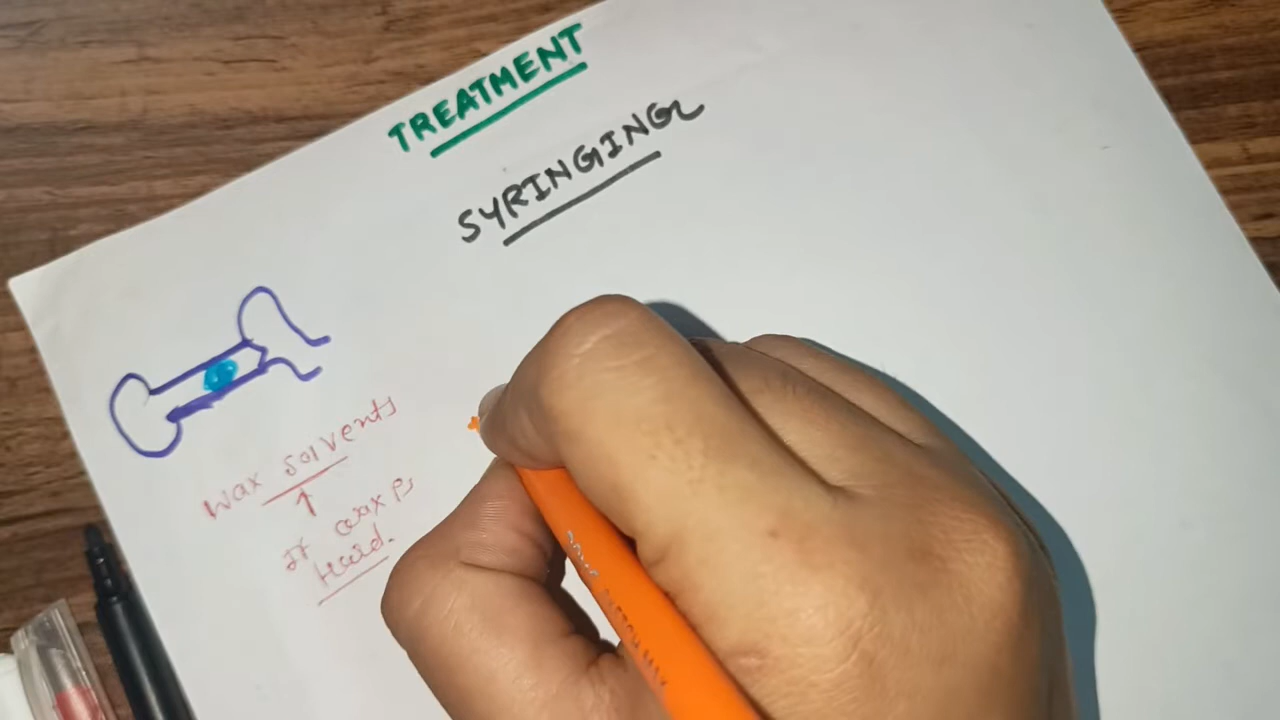 TREATMENT
SYRINGING
Wax solvents
If wax is
Hard.